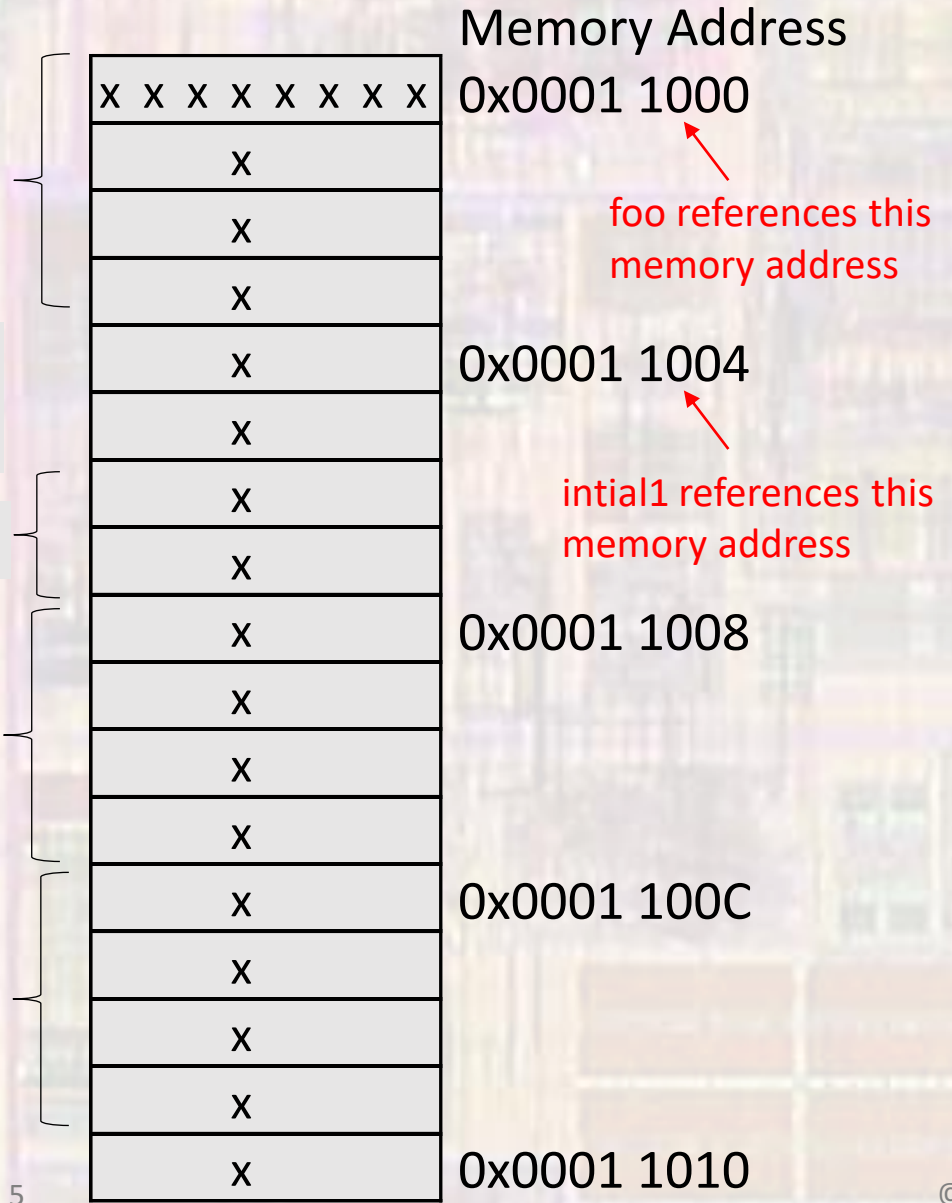 Memory Address
x x x x x x x x 0x0001 1000
x
foo references this
x
memory address
x
x 0x0001 1004
x
x
intial1 references this
memory address
x
x 0x0001 1008
x
x
x
x 0x0001 100C
x
x
x
x 0x0001 1010
5 ©